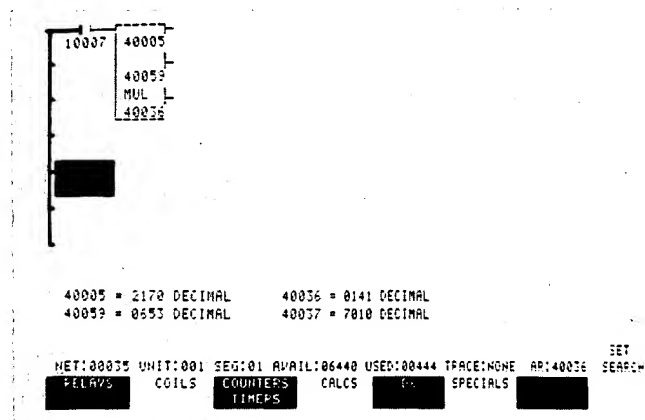 10007 40005
40059
MUL
40036
40005 = 2170 DECIMAL 40036 = 0141 DECIMAL
40059 = 0653 DECIMAL 40037 = 7010 DECIMAL
SET
NET:00035 UNIT:001 SEG:01 AVAIL:06440 USED:00444 TRACE:NONE AR:40036 SEARCH
RELAYS COILS COUNTERS CALCS DX SPECIALS
TIMERS